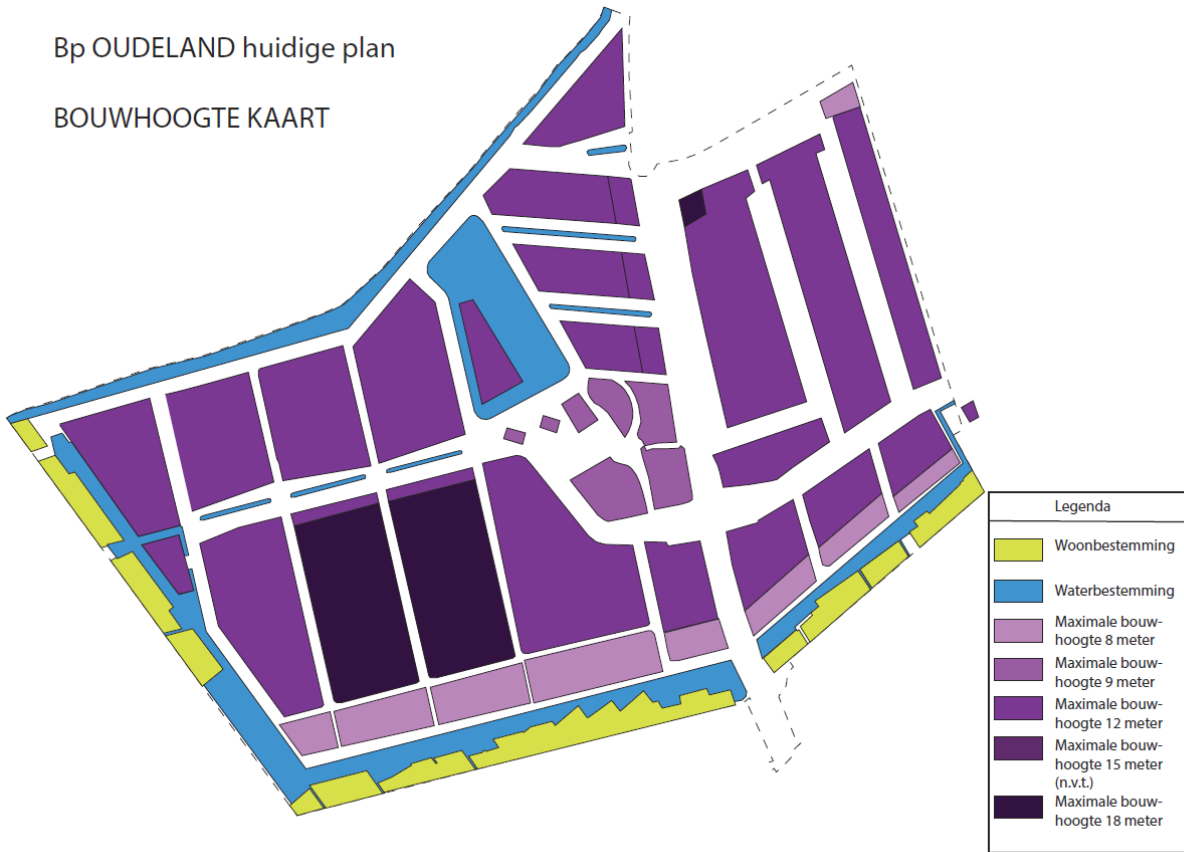 Bp OUDELAND huidige plan
BOUWHOOGTE KAART
Legenda
Woonbestemming
Waterbestemming
Maximale bouw-
hoogte 8 meter
Maximale bouw-
hoogte 9 meter
Maximale bouw-
hoogte 12 meter
Maximale bouw-
hoogte 15 meter
(n.v.t.)
Maximale bouw-
hoogte 18 meter